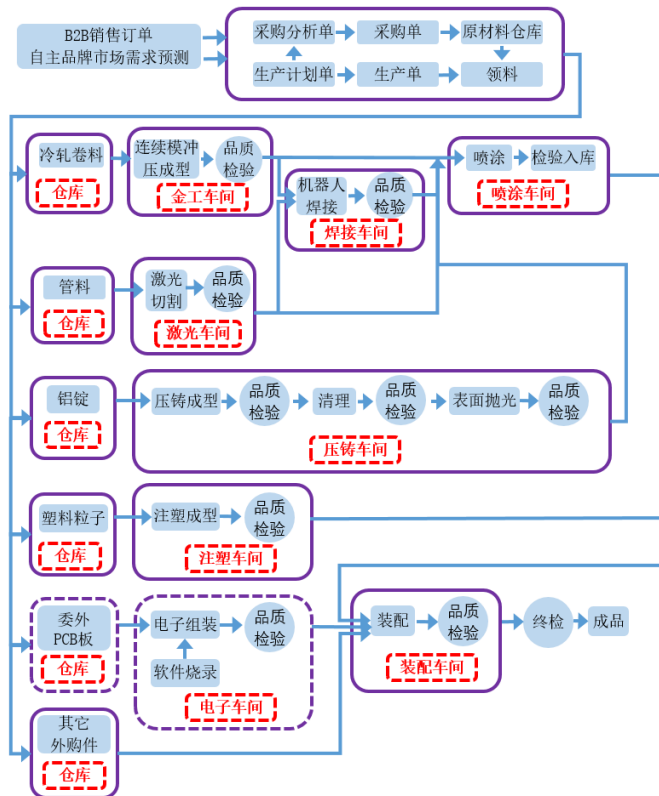 B2B销售订单
自主品牌市场需求预测
采购分析单
采购单
原材料仓库
生产计划单
生产单
领料
冷轧卷料
仓库
连续模冲
压成型
品质
检验
金工车间
机器人
焊接
品质
检验
焊接车间
喷涂
检验入库
喷涂车间
管料
仓库
激光
切割
品质
检验
激光车间
铝锭
仓库
压铸成型
品质
检验
清理
品质
检验
表面抛光
品质
检验
压铸车间
塑料粒子
仓库
注塑成型
品质
检验
注塑车间
委外
PCB板
仓库
电子组装
品质
检验
软件烧录
电子车间
装配
品质
检验
装配车间
终检
成品
其它
外购件
仓库